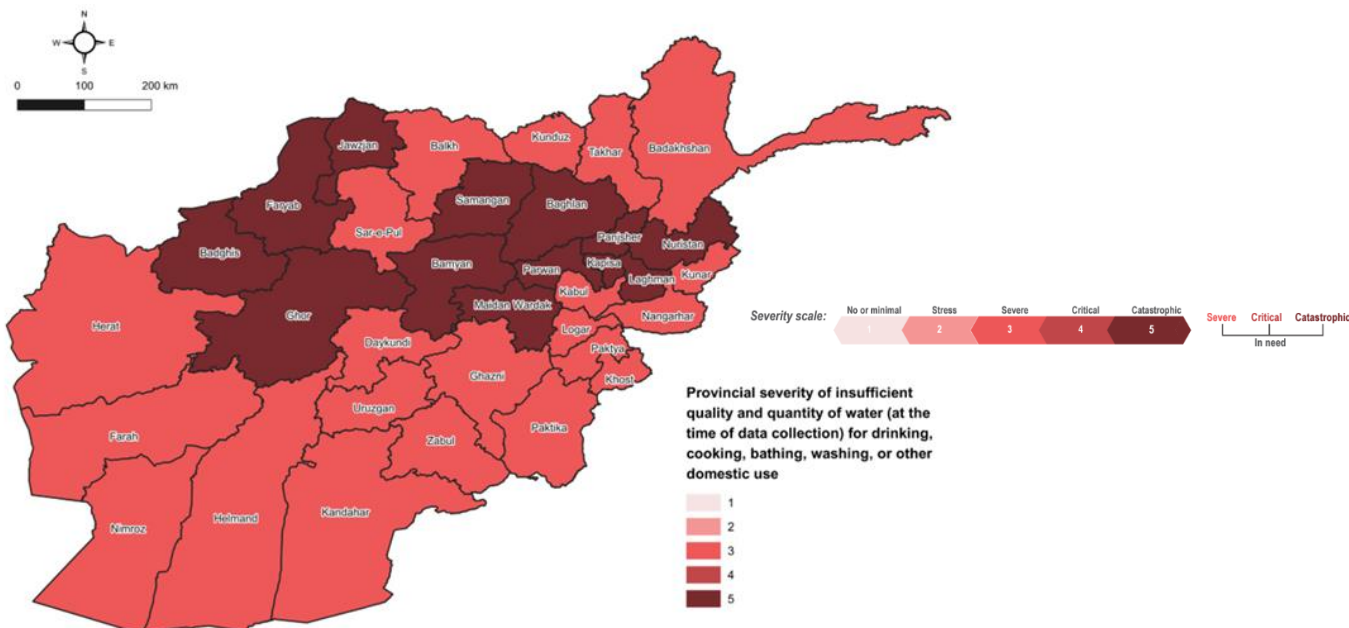 N
W E
S
0 100 200 km
Jawzjan
Balkh
Kunduz
Takhar
Badakhshan
Faryab
Samangan
Baghlan
Sar-e-Pul
Panjsher
Nuristan
Badghis
Bamyan
Parwan
Kapisa
Laghman
Kunar
Kabul
Maidan Wardak
Nangarhar
Herat
Ghor
Logar
Daykundi
Paktya
Ghazni
Khost
Uruzgan
Farah
Zabul
Paktika
Nimroz
Helmand
Kandahar
Severity scale:
No or minimal Stress Severe Critical Catastrophic
1 2 3 4 5
Severe Critical Catastrophic
In need
Provincial severity of insufficient
quality and quantity of water (at the
time of data collection) for drinking,
cooking, bathing, washing, or other
domestic use
1
2
3
4
5